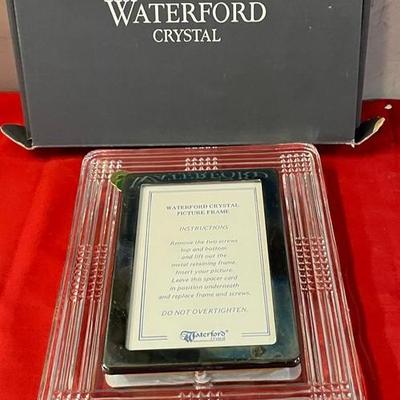 WATERFORD
CRYSTAL
WATERFORD
WATERFORD CRYSTAL
PICTURE FRAME
INSTRUCTIONS
Remove the two screws
top and bottom
and lift out the
metal retaining frame.
Insert your picture.
Leave this spacer card
in position underneath
and replace frame and screws.
DO NOT OVERTIGHTEN.
Waterford®
CRYSTAL